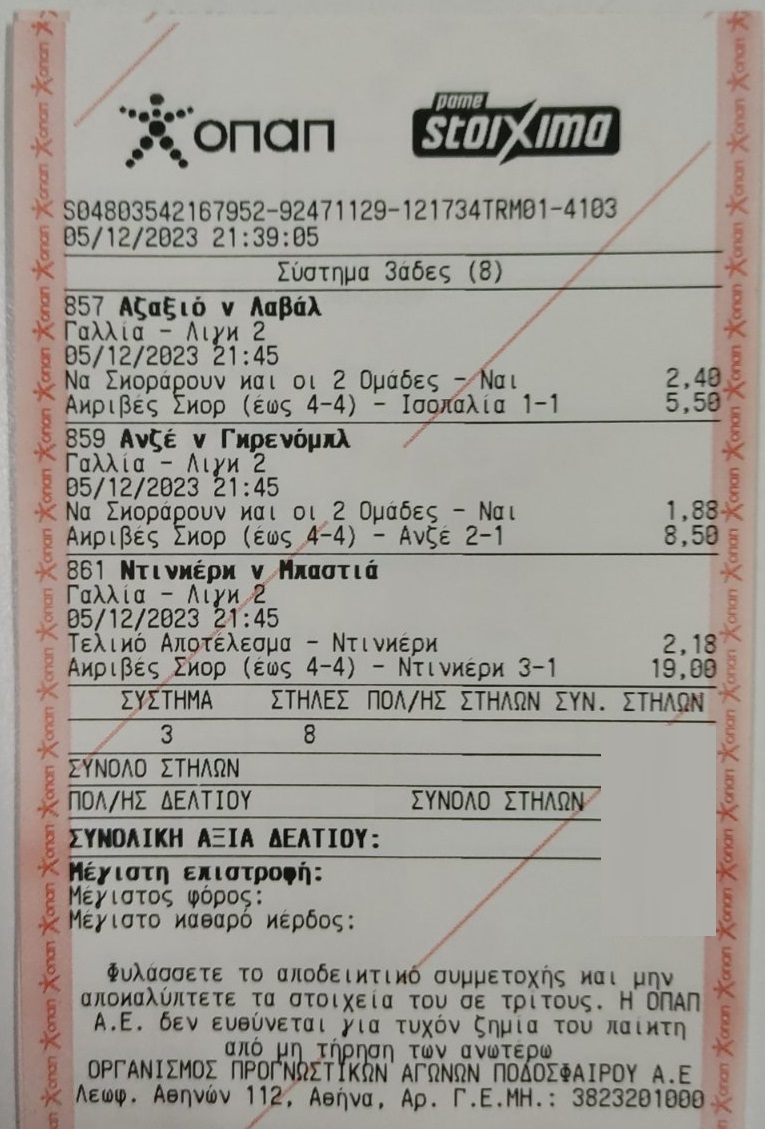 οπαπ
pame stoiXima
S04803542167952-92471129-121734TRM01-4103
05/12/2023 21:39:05
Σύστημα 3άδες (8)
857 Αζαξιό v Λαβάλ
Γαλλία - Λιγκ 2
05/12/2023 21:45
Να Σκοράρουν και οι 2 Ομάδες - Ναι 2,40
Ακριβές Σκορ (έως 4-4) - Ισοπαλία 1-1 5,50
859 Ανζέ v Γκρενόμπλ
Γαλλία - Λιγκ 2
05/12/2023 21:45
Να Σκοράρουν και οι 2 Ομάδες - Ναι 1,88
Ακριβές Σκορ (έως 4-4) - Ανζέ 2-1 8,50
861 Ντινκέρκ v Μπαστιά
Γαλλία - Λιγκ 2
05/12/2023 21:45
Τελικό Αποτέλεσμα - Ντινκέρκ 2,18
Ακριβές Σκορ (έως 4-4) - Ντινκέρκ 3-1 19,00
ΣΥΣΤΗΜΑ ΣΤΗΛΕΣ ΠΟΛ/ΗΣ ΣΤΗΛΩΝ ΣΥΝ. ΣΤΗΛΩΝ
3 8
ΣΥΝΟΛΟ ΣΤΗΛΩΝ
ΠΟΛ/ΗΣ ΔΕΛΤΙΟΥ ΣΥΝΟΛΟ ΣΤΗΛΩΝ
ΣΥΝΟΛΙΚΗ ΑΞΙΑ ΔΕΛΤΙΟΥ:
Μέγιστη επιστροφή:
Μέγιστος φόρος:
Μέγιστο καθαρό κέρδος:
Φυλάσσετε το αποδεικτικό συμμετοχής και μην
αποκαλύπτετε τα στοιχεία του σε τρίτους. Η ΟΠΑΠ
Α.Ε. δεν ευθύνεται για τυχόν ζημία του παίκτη
από μη τήρηση των ανωτέρω
ΟΡΓΑΝΙΣΜΟΣ ΠΡΟΓΝΩΣΤΙΚΩΝ ΑΓΩΝΩΝ ΠΟΔΟΣΦΑΙΡΟΥ Α.Ε
Λεωφ. Αθηνών 112, Αθήνα, Αρ. Γ.Ε.ΜΗ.: 3823201000